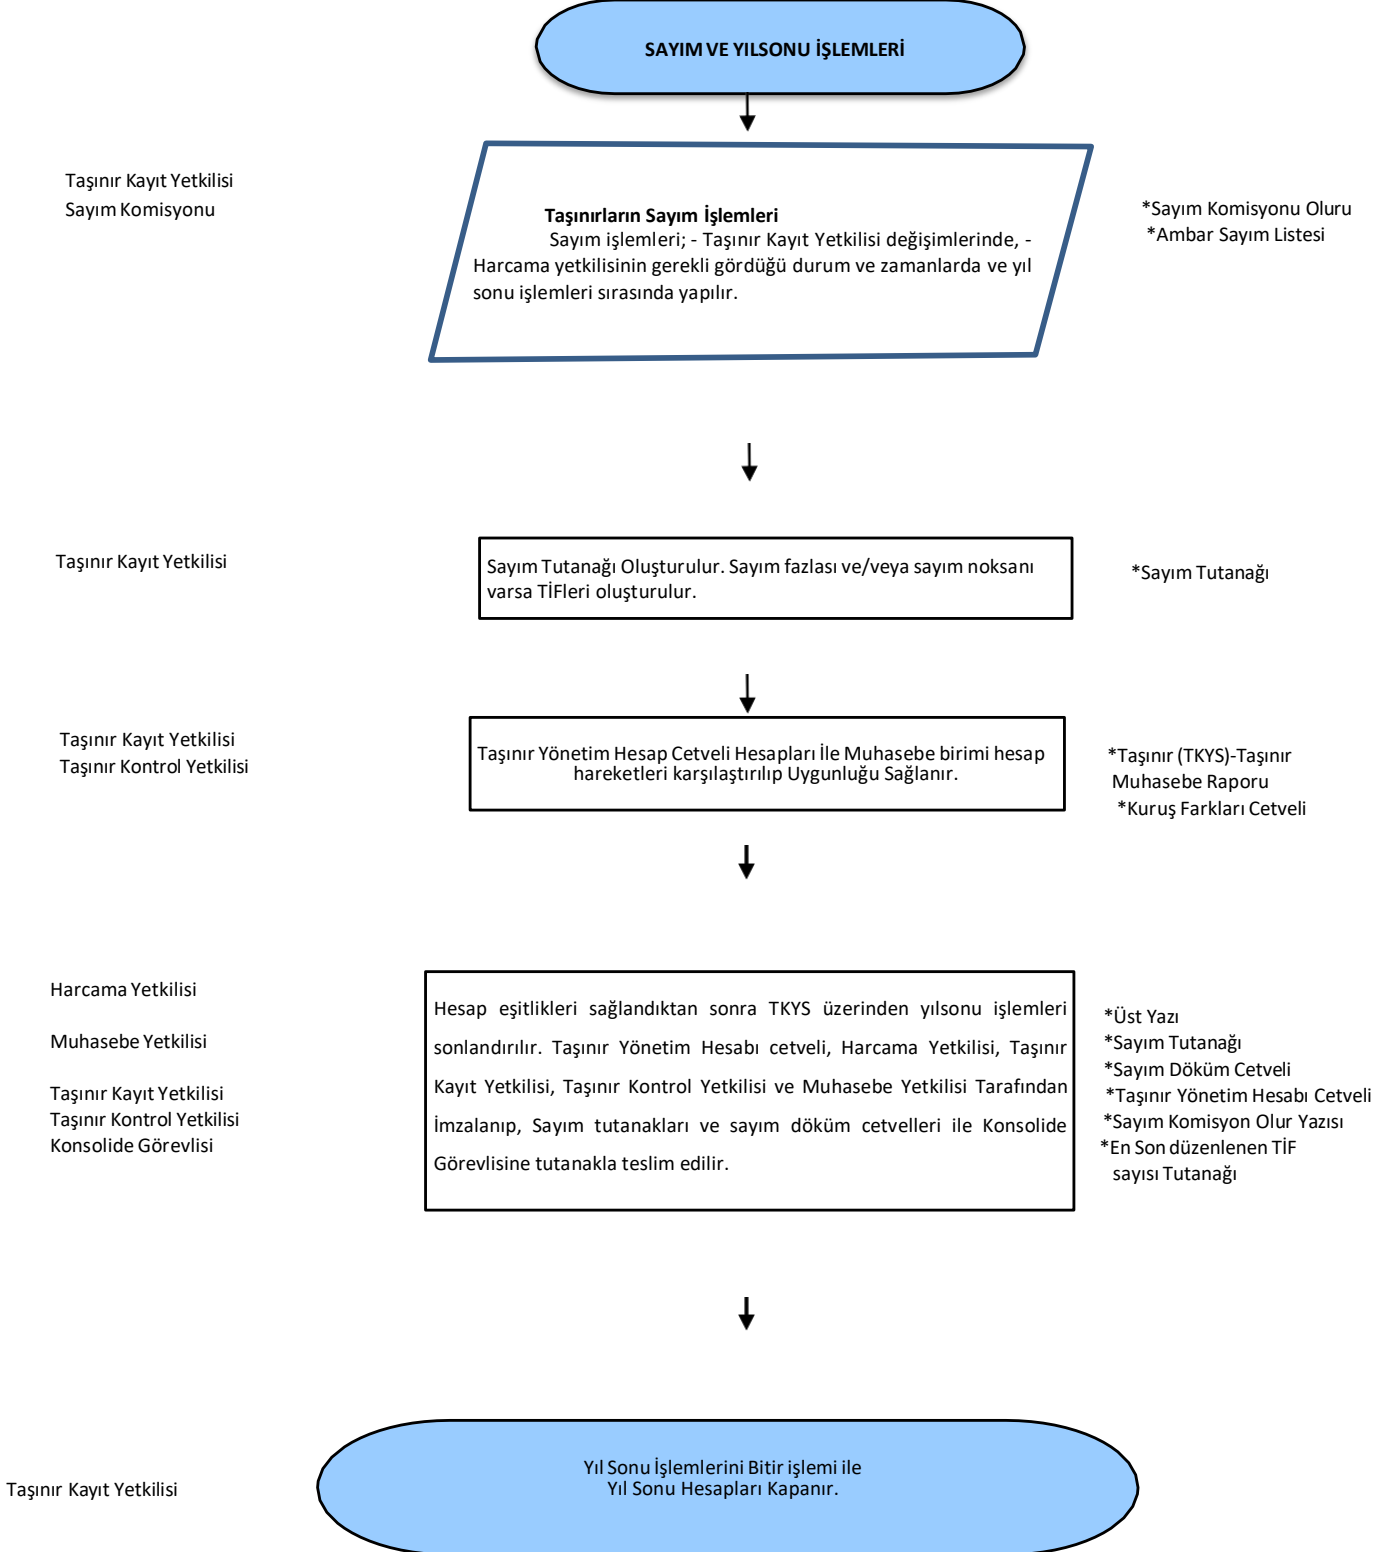 SAYIM VE YILSONU İŞLEMLERİ
Taşınır Kayıt Yetkilisi
Sayım Komisyonu
Taşınırların Sayım İşlemleri
Sayım işlemleri; - Taşınır Kayıt Yetkilisi değişimlerinde, -
Harcama yetkilisinin gerekli gördüğü durum ve zamanlarda ve yıl
sonu işlemleri sırasında yapılır.
*Sayım Komisyonu Oluru
*Ambar Sayım Listesi
Taşınır Kayıt Yetkilisi
Sayım Tutanağı Oluşturulur. Sayım fazlası ve/veya sayım noksanı
varsa TİFleri oluşturulur.
*Sayım Tutanağı
Taşınır Kayıt Yetkilisi
Taşınır Kontrol Yetkilisi
Taşınır Yönetim Hesap Cetveli Hesapları İle Muhasebe birimi hesap
hareketleri karşılaştırılıp Uygunluğu Sağlanır.
*Taşınır (TKYS)-Taşınır
Muhasebe Raporu
*Kuruş Farkları Cetveli
Harcama Yetkilisi
Muhasebe Yetkilisi
Taşınır Kayıt Yetkilisi
Taşınır Kontrol Yetkilisi
Konsolide Görevlisi
Hesap eşitlikleri sağlandıktan sonra TKYS üzerinden yılsonu işlemleri
sonlandırılır. Taşınır Yönetim Hesabı cetveli, Harcama Yetkilisi, Taşınır
Kayıt Yetkilisi, Taşınır Kontrol Yetkilisi ve Muhasebe Yetkilisi Tarafından
İmzalanıp, Sayım tutanakları ve sayım döküm cetvelleri ile Konsolide
Görevlisine tutanakla teslim edilir.
*Üst Yazı
*Sayım Tutanağı
*Sayım Döküm Cetveli
*Taşınır Yönetim Hesabı Cetveli
*Sayım Komisyon Olur Yazısı
*En Son düzenlenen TİF
sayısı Tutanağı
Taşınır Kayıt Yetkilisi
Yıl Sonu İşlemlerini Bitir işlemi ile
Yıl Sonu Hesapları Kapanır.